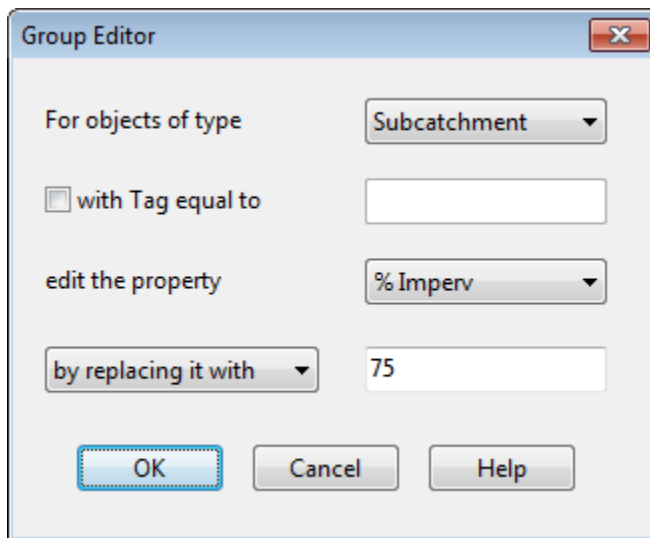 Group Editor
For objects of type Subcatchment
with Tag equal to
edit the property % Imperv
by replacing it with 75
OK Cancel Help